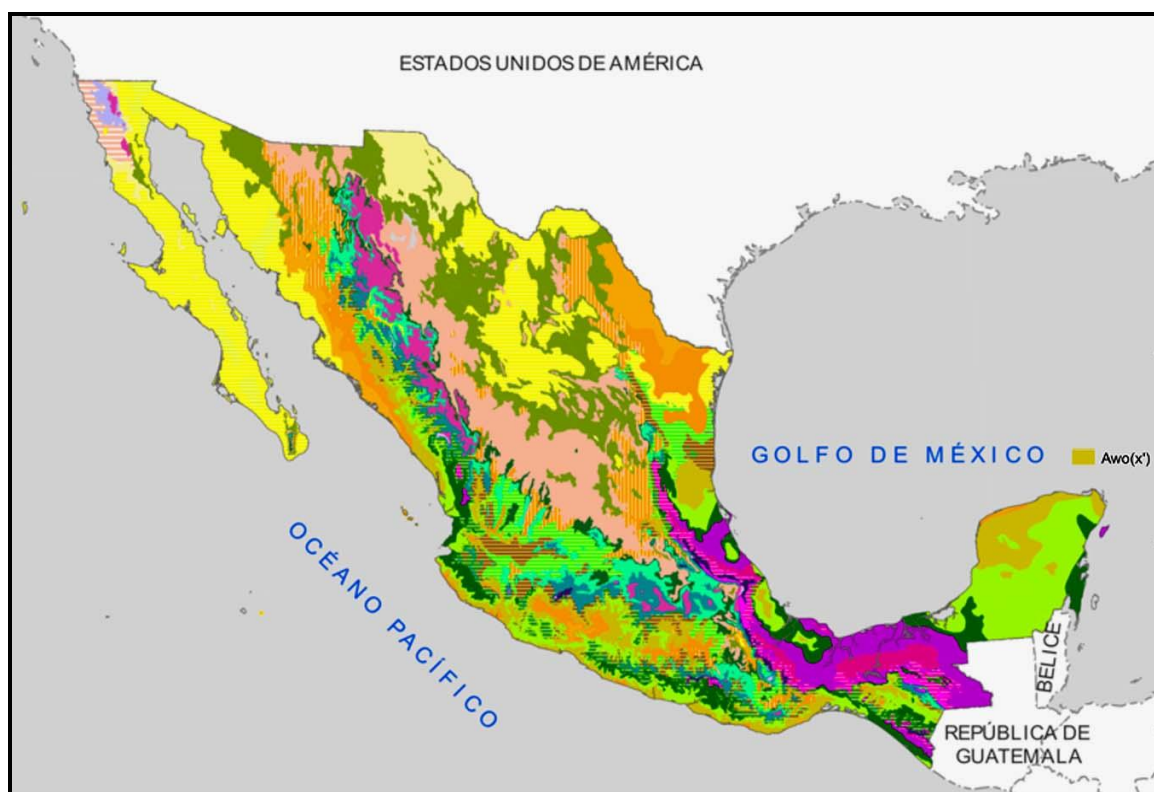 ESTADOS UNIDOS DE AMÉRICA
GOLFO DE MÉXICO
Awo(x')
OCÉANO PACÍFICO
BELICE
REPÚBLICA DE
GUATEMALA